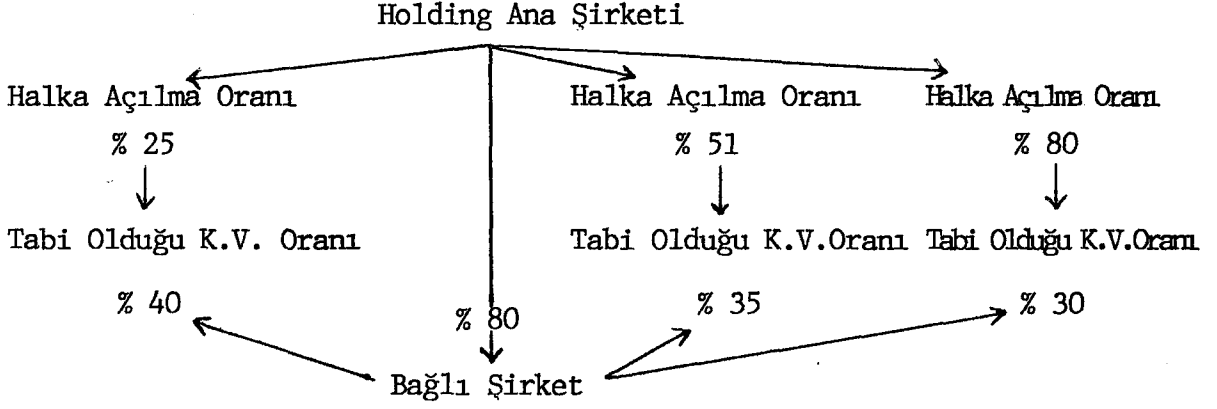 Holding Ana Şirketi
Halka Açılma Oranı Halka Açılma Oranı Halka Açılma Oranı
% 25 % 51 % 80
Tabi Olduğu K.V. Oranı Tabi Olduğu K.V.Oranı Tabi Olduğu K.V.Oranı
% 40 % 80 % 35 % 30
Bağlı Şirket